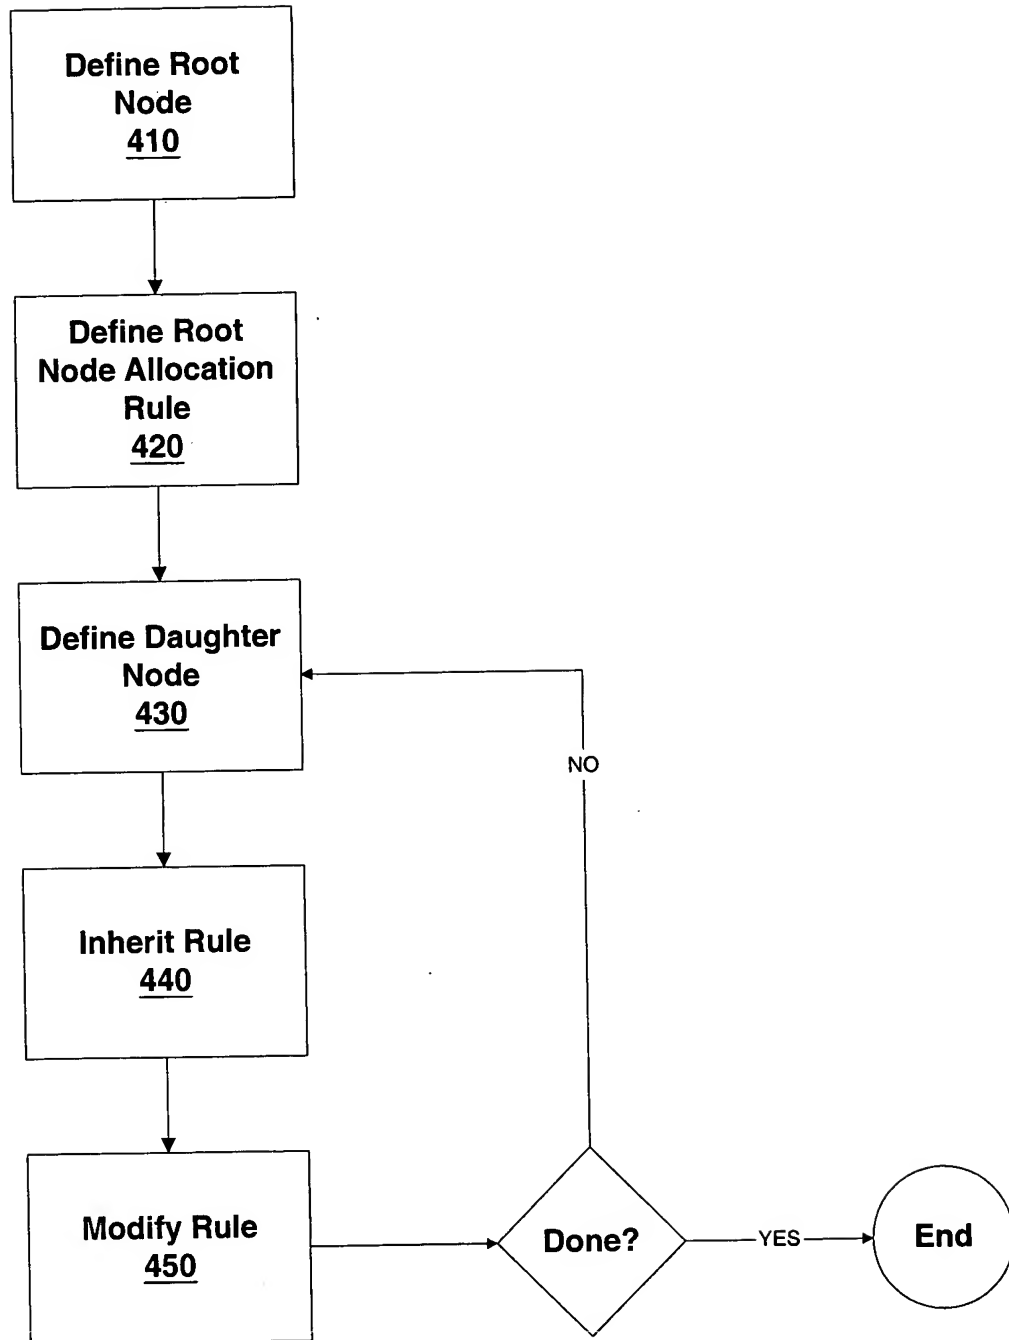 Define Root
Node
410
Define Root
Node Allocation
Rule
420
Define Daughter
Node
430
NO
Inherit Rule
440
Modify Rule
450
Done?
YES
End